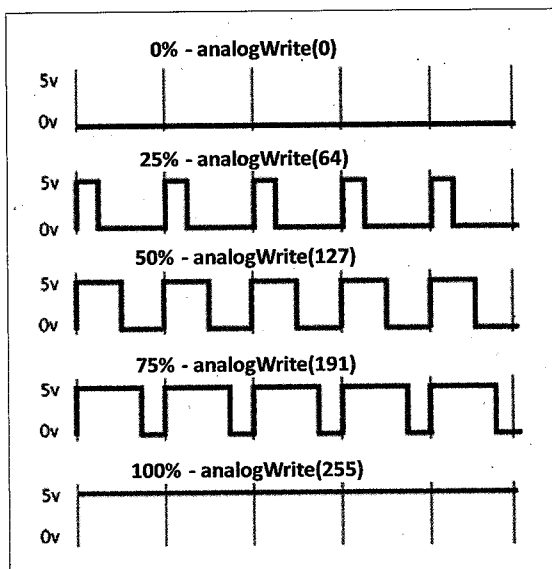 0% - analogWrite(0)
5v
0v
25% - analogWrite(64)
5v
0v
50% - analogWrite(127)
5v
0v
75% - analogWrite(191)
5v
0v
100% - analogWrite(255)
5v
0v